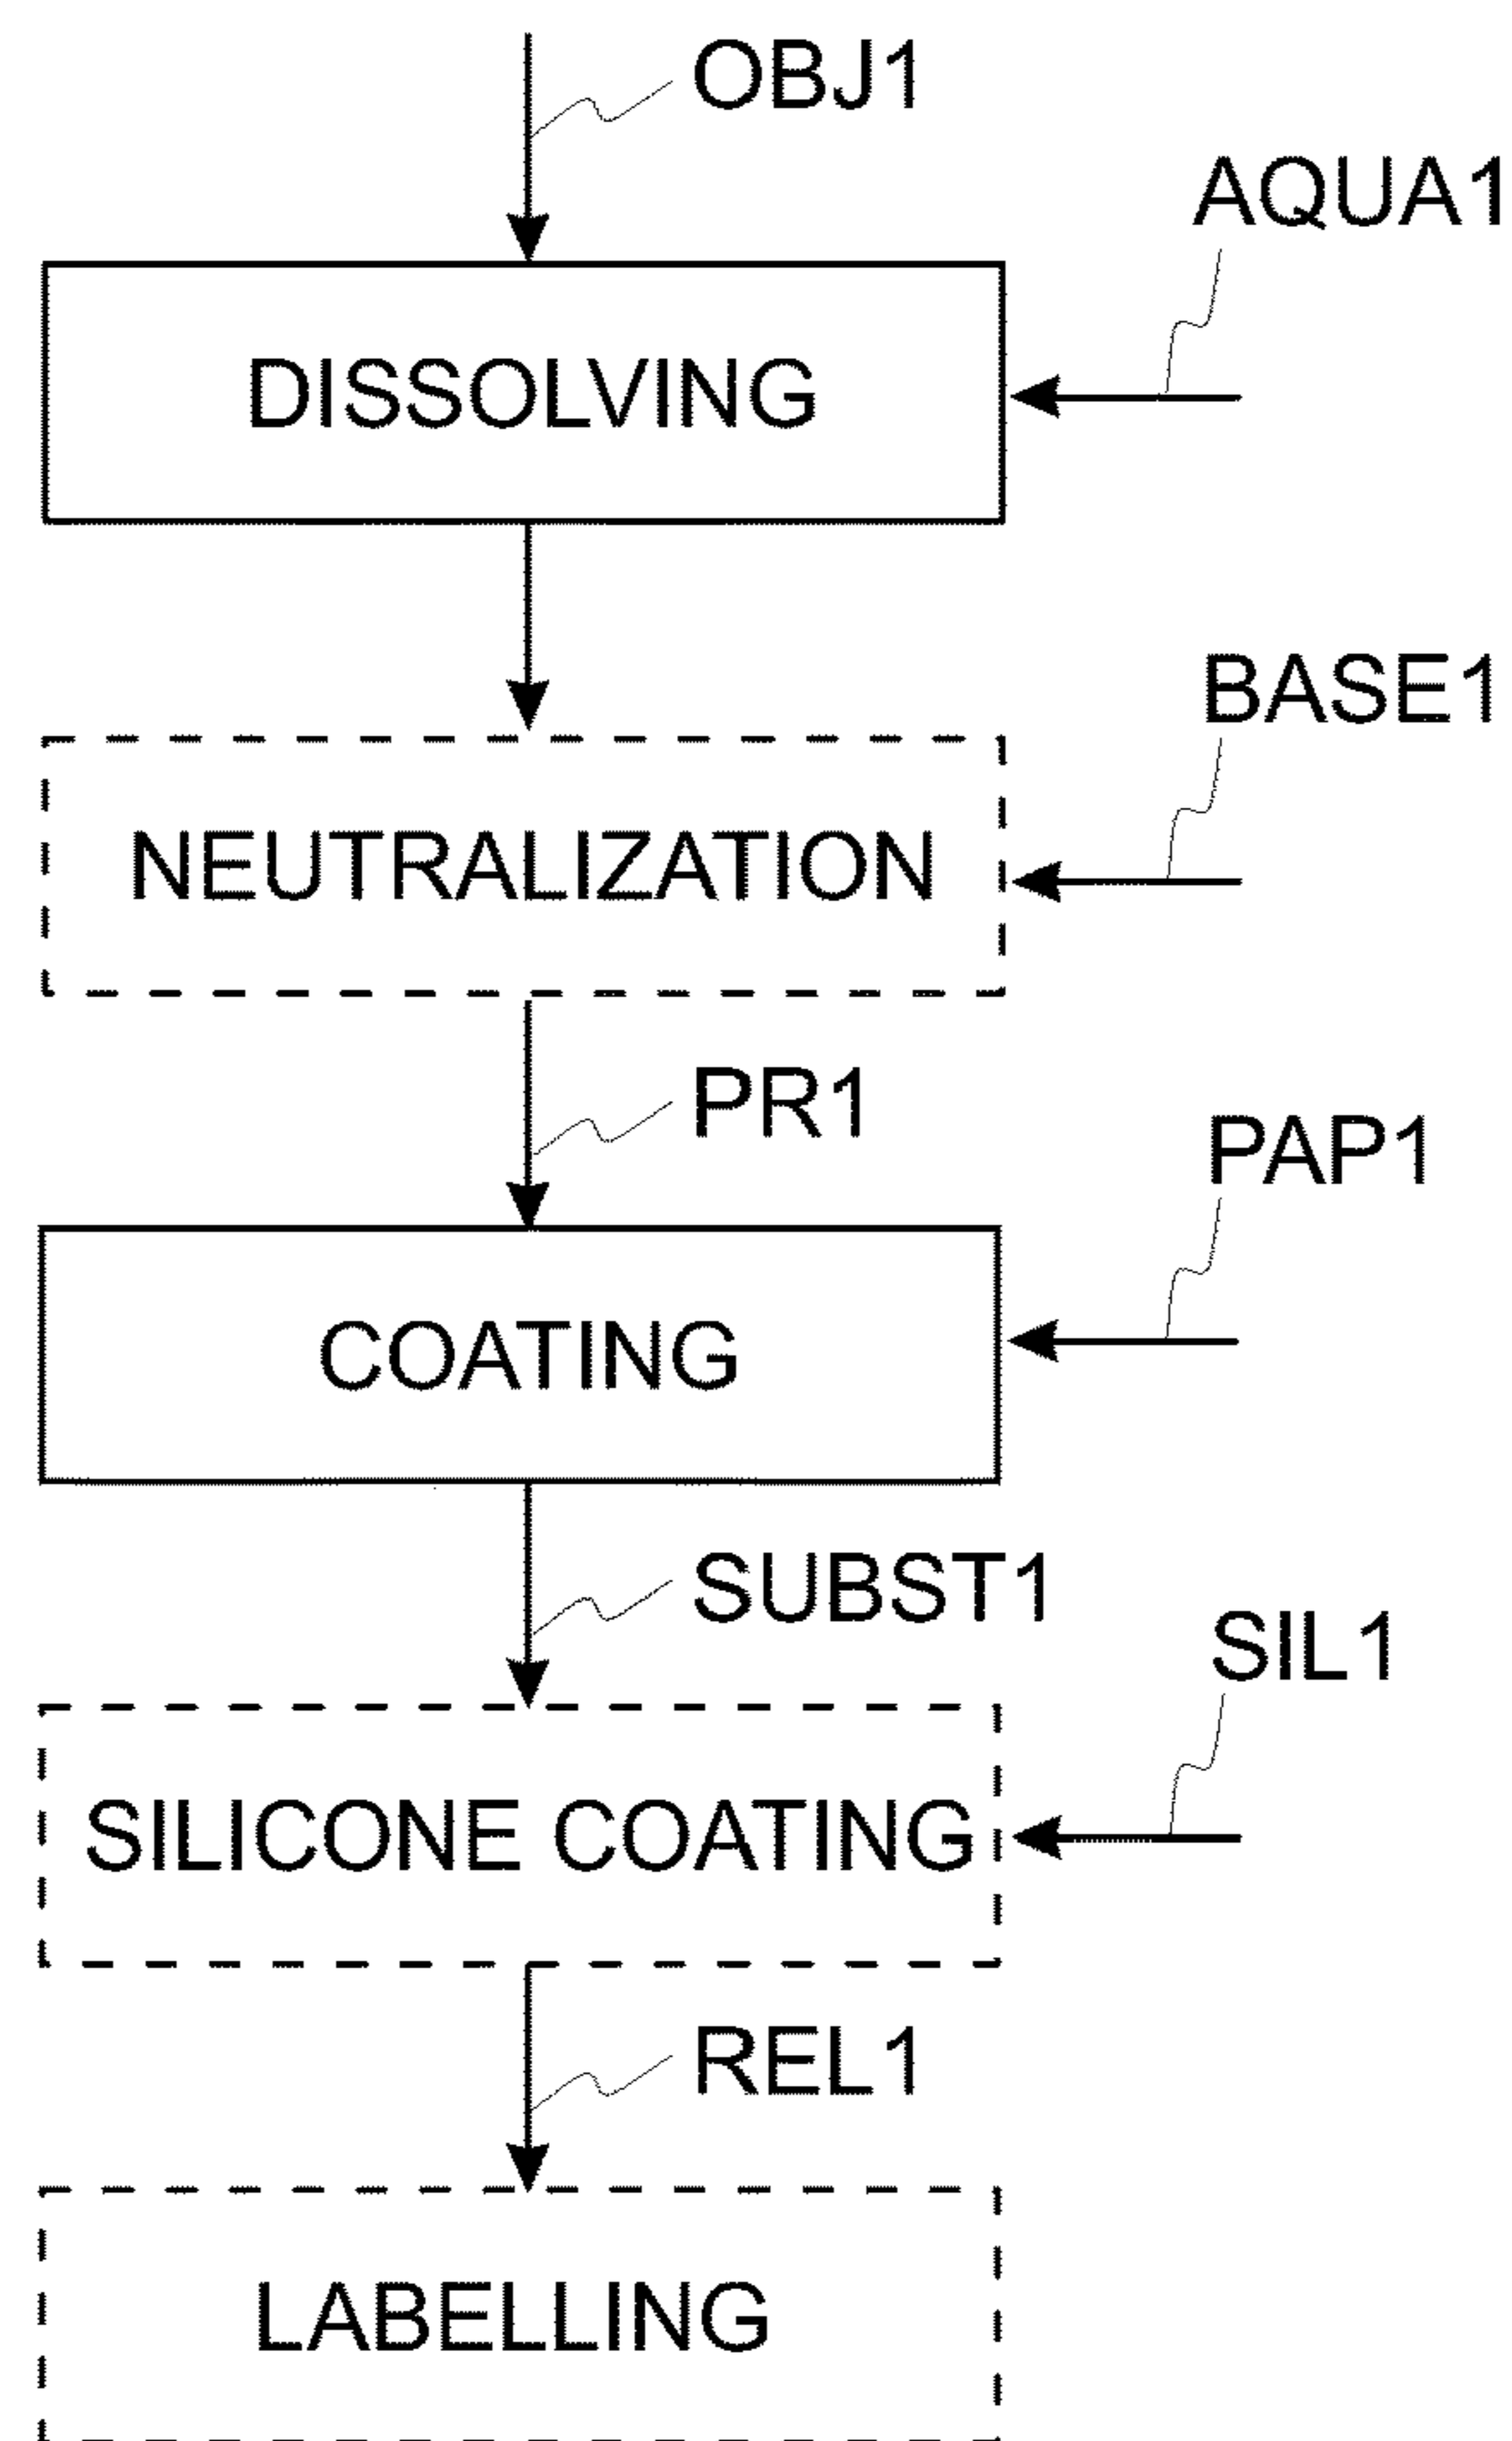 OBJ1
AQUA1
DISSOLVING
BASE1
NEUTRALIZATION
PR1
PAP1
COATING
SUBST1
SIL1
SILICONE COATING
REL1
LABELLING